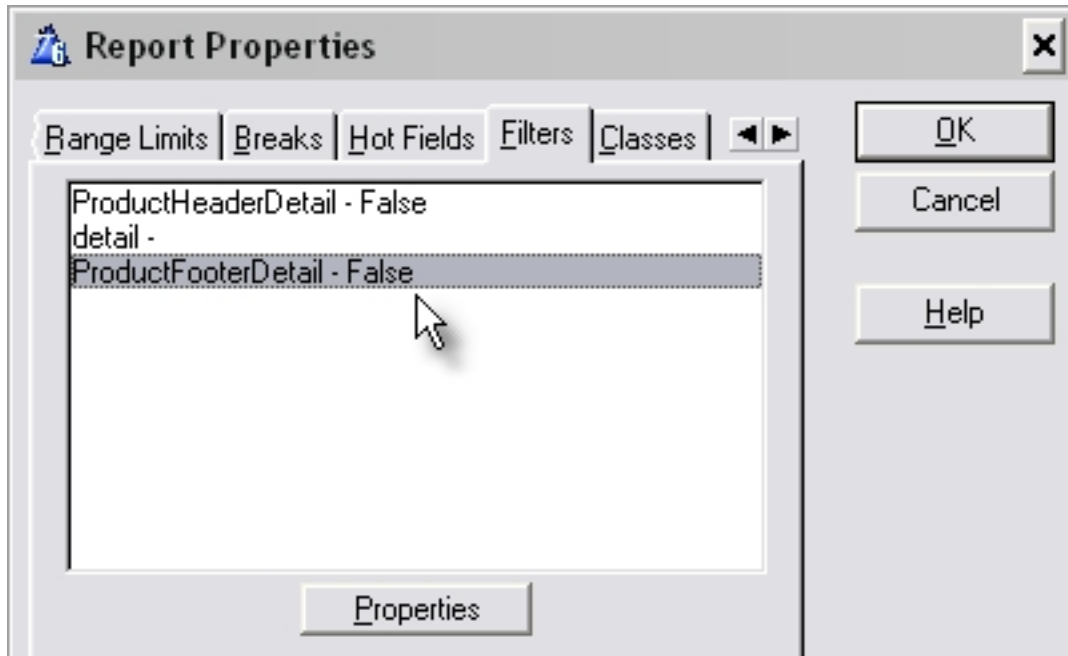 Report Properties
Range Limits Breaks Hot Fields Filters Classes
OK
Cancel
Help
ProductHeaderDetail - False
detail -
ProductFooterDetail - False
Properties